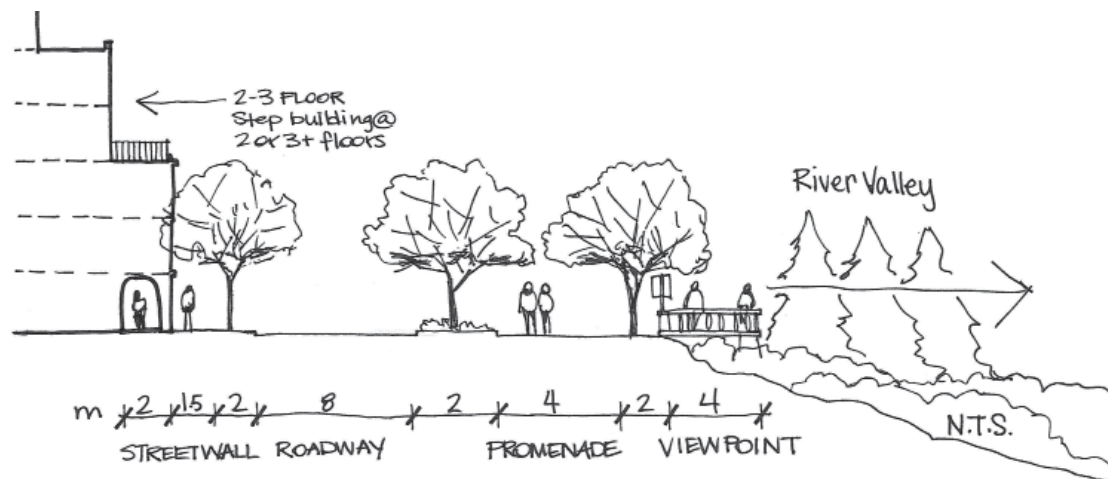 2-3 FLOOR
Step building@
2 or 3+ floors
River Valley
m 2 1.5 2 8 2 4 2 4
STREETWALL ROADWAY PROMENADE VIEWPOINT
N.T.S.